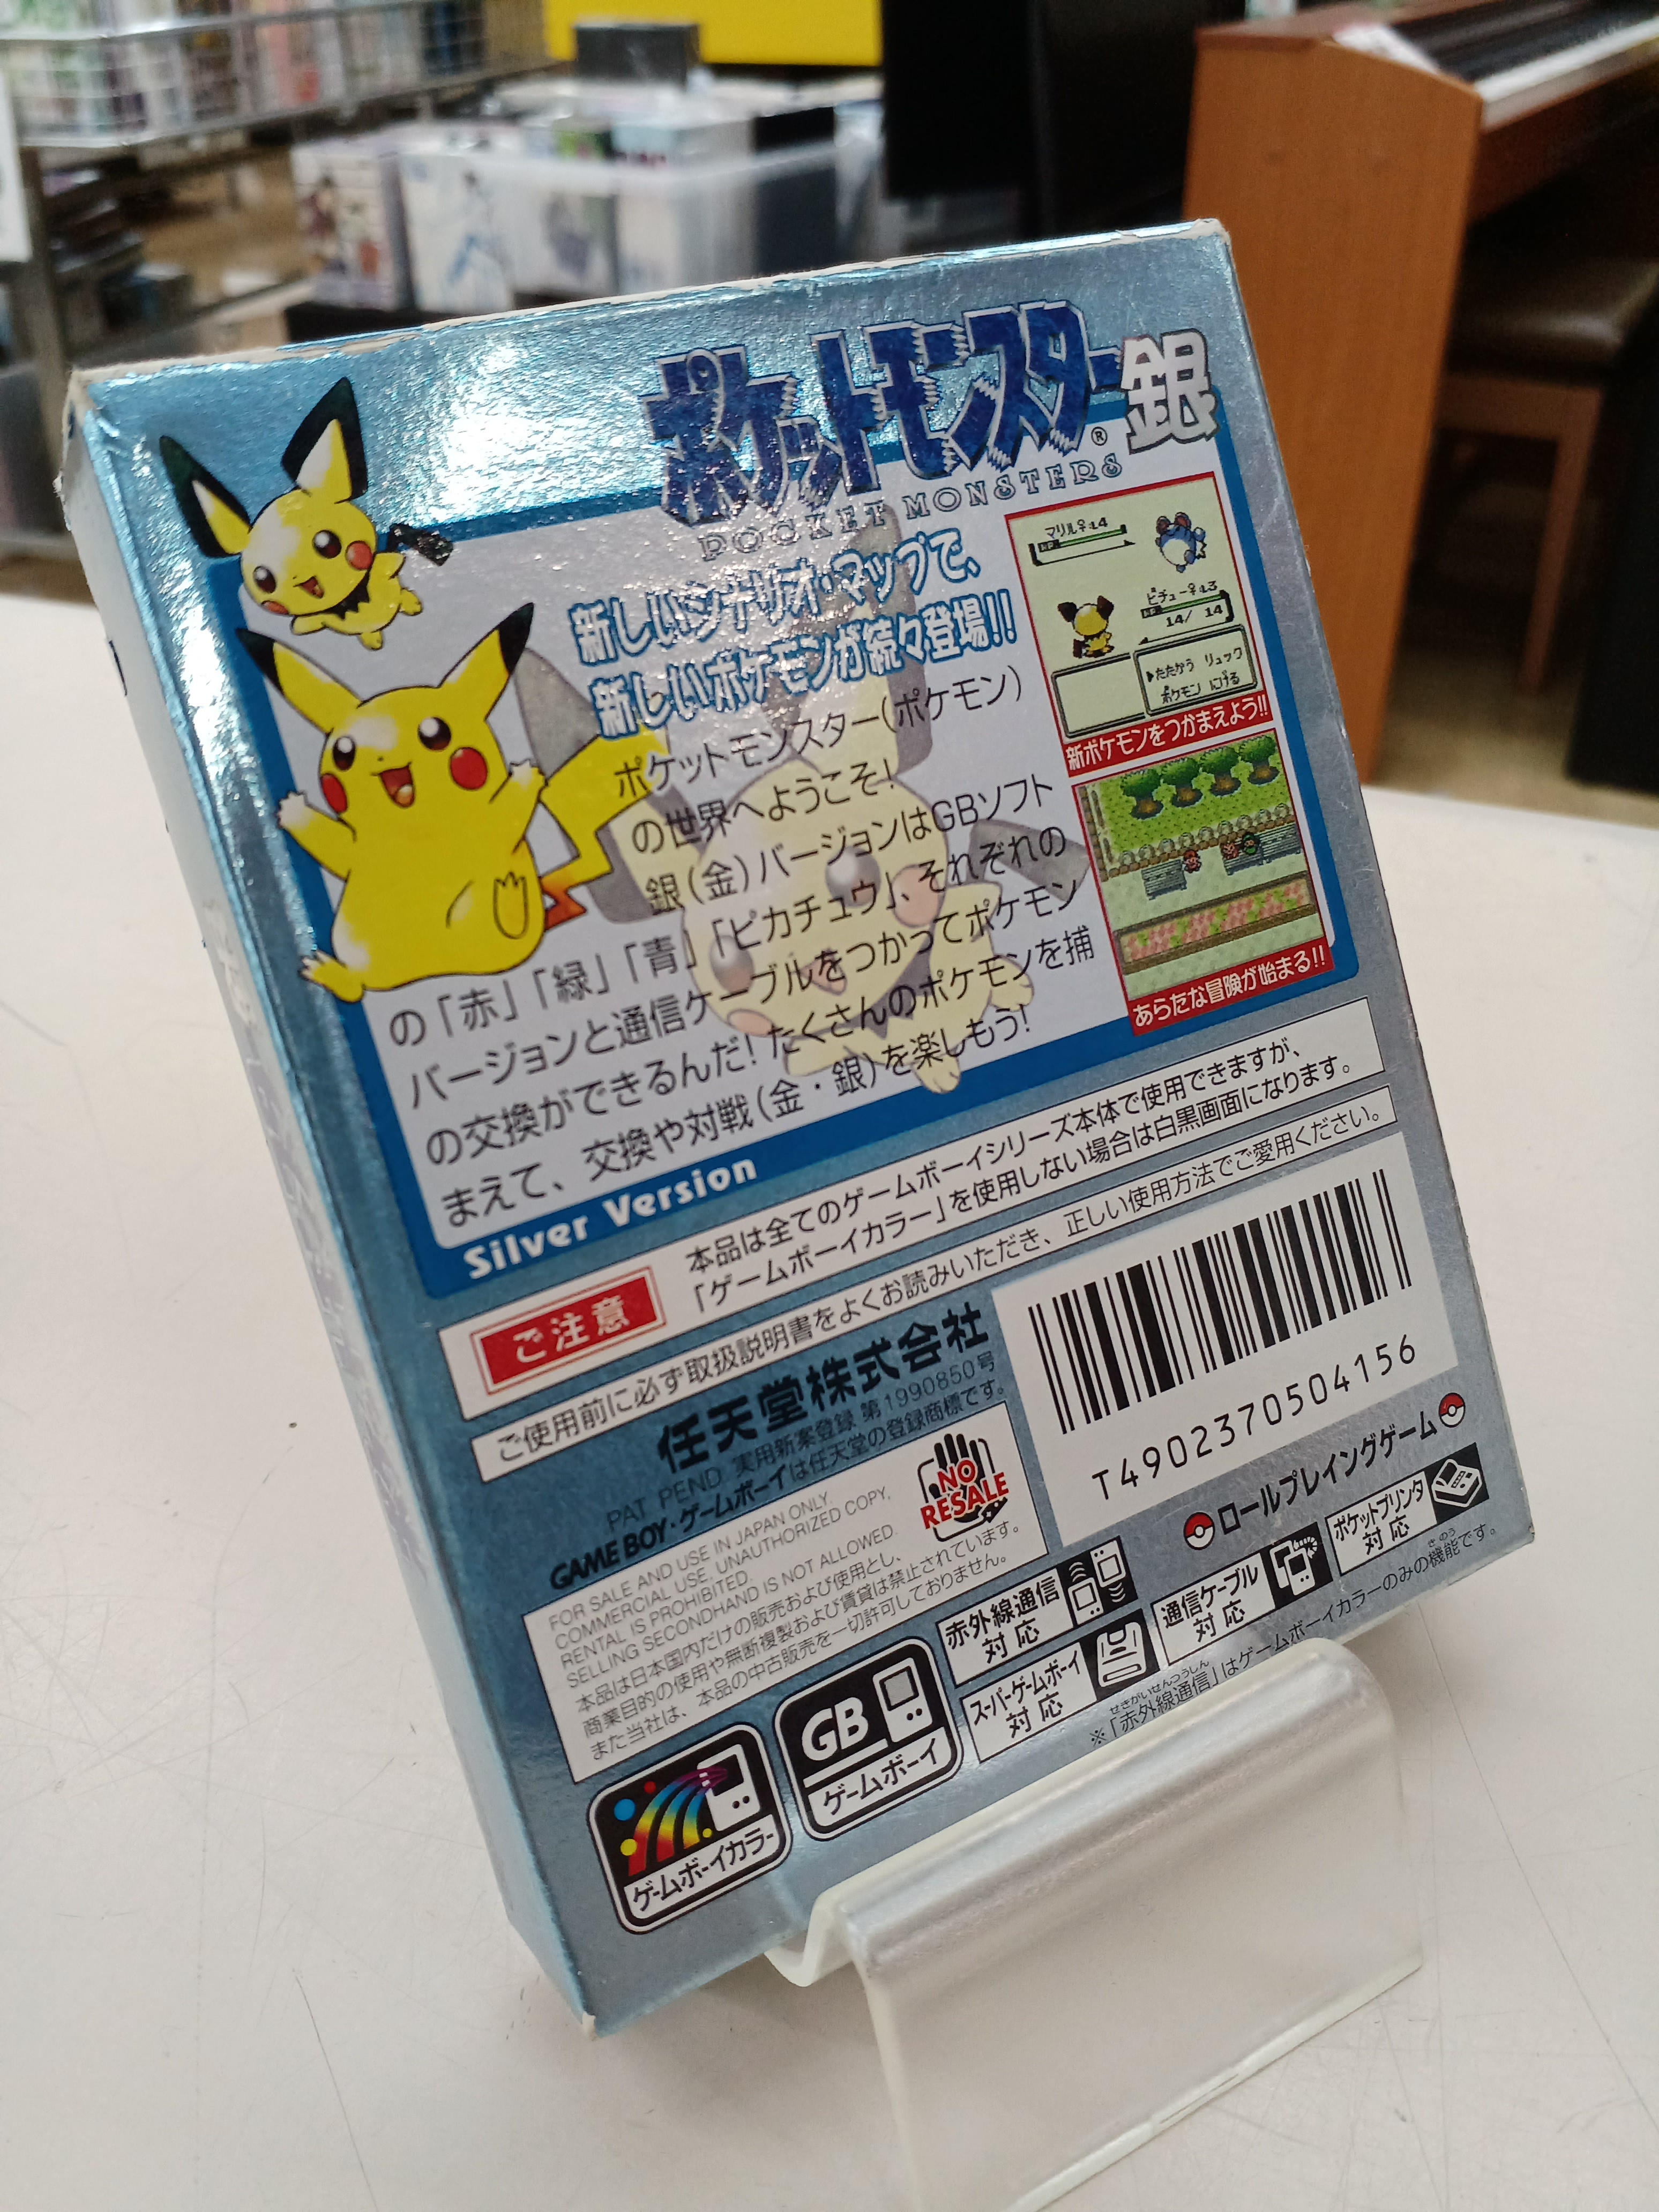 ポケットモンスター銀
POCKET MONSTERS®
新しいシナリオ・マップで、
新しいポケモンが続々登場!!
ポケットモンスター(ポケモン)
の世界へようこそ!
銀(金)バージョンはGBソフト
の「赤」「緑」「青」「ピカチュウ」、それぞれの
バージョンと通信ケーブルをつかってポケモン
の交換ができるんだ! たくさんのポケモンを捕
まえて、交換や対戦(金・銀)を楽しもう!
Silver Version
マリル♀
ピチュー♀
14/ 14
▶たたかう リュック
ポケモン にげる
新ポケモンをつかまえよう!!
あらたな冒険が始まる!!
ご注意
本品は全てのゲームボーイシリーズ本体で使用できますが、
「ゲームボーイカラー」を使用しない場合は白黒画面になります。
ご使用前に必ず取扱説明書をよくお読みいただき、正しい使用方法でご愛用ください。
任天堂株式会社
PAT PEND 実用新案登録 第1990850号
GAME BOY・ゲームボーイは任天堂の登録商標です。
FOR SALE AND USE IN JAPAN ONLY.
COMMERCIAL USE, UNAUTHORIZED COPY,
RENTAL IS PROHIBITED.
SELLING SECONDHAND IS NOT ALLOWED.
本品は日本国内だけの販売および使用とし、
商業目的の使用や無断複製および賃貸は禁止されています。
また当社は、本品の中古販売を一切許可しておりません。
NO
RESALE
T4902370504156
ロールプレイングゲーム
赤外線通信
対応
通信ケーブル
対応
ポケットプリンタ
対応
スーパーゲームボーイ
対応
※「赤外線通信」はゲームボーイカラーのみの機能です。
せきがいせんつうしん
きのう
GB
ゲームボーイ
ゲームボーイカラー